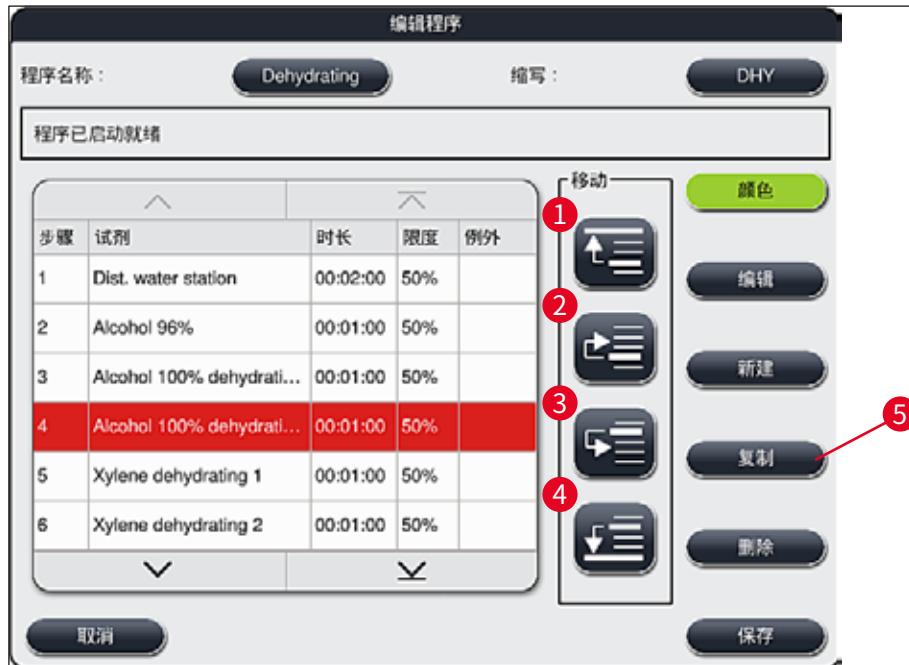 编辑程序
程序名称： Dehydrating 缩写： DHY
程序已启动就绪
移动
颜色
步骤 试剂 时长 限度 例外
1
1 Dist. water station 00:02:00 50%
编辑
2
2 Alcohol 96% 00:01:00 50%
3 Alcohol 100% dehydrati... 00:01:00 50%
新建
3
4 Alcohol 100% dehydrati... 00:01:00 50%
5
复制
5 Xylene dehydrating 1 00:01:00 50%
4
6 Xylene dehydrating 2 00:01:00 50%
删除
取消 保存